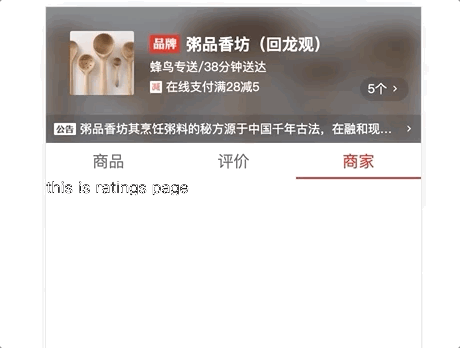 品牌 粥品香坊（回龙观）
蜂鸟专送/38分钟送达
减 在线支付满28减5
5个 >
公告 粥品香坊其烹饪粥料的秘方源于中国千年古法，在融和现... >
商品 评价 商家
this is ratings page